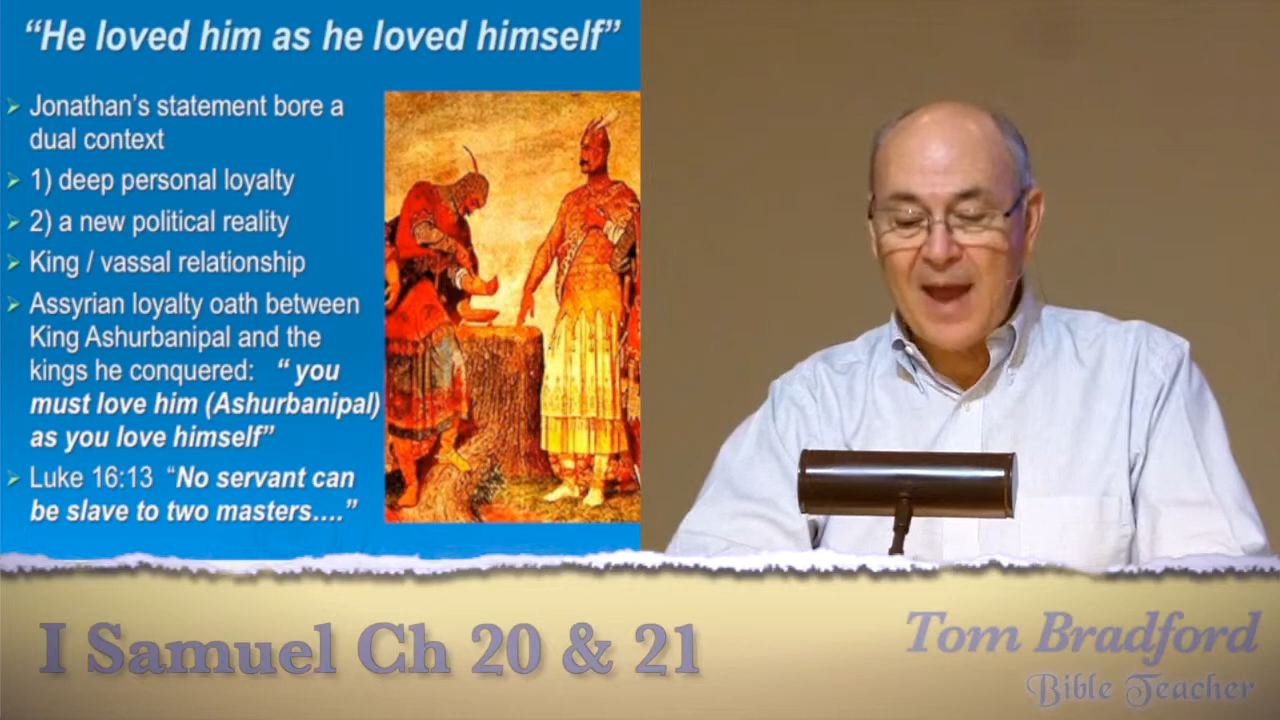 “He loved him as he loved himself”
Jonathan’s statement bore a
dual context
1) deep personal loyalty
2) a new political reality
King / vassal relationship
Assyrian loyalty oath between
King Ashurbanipal and the
kings he conquered: “ you
must love him (Ashurbanipal)
as you love himself”
Luke 16:13 “No servant can
be slave to two masters....”
I Samuel Ch 20 & 21
Tom Bradford
Bible Teacher